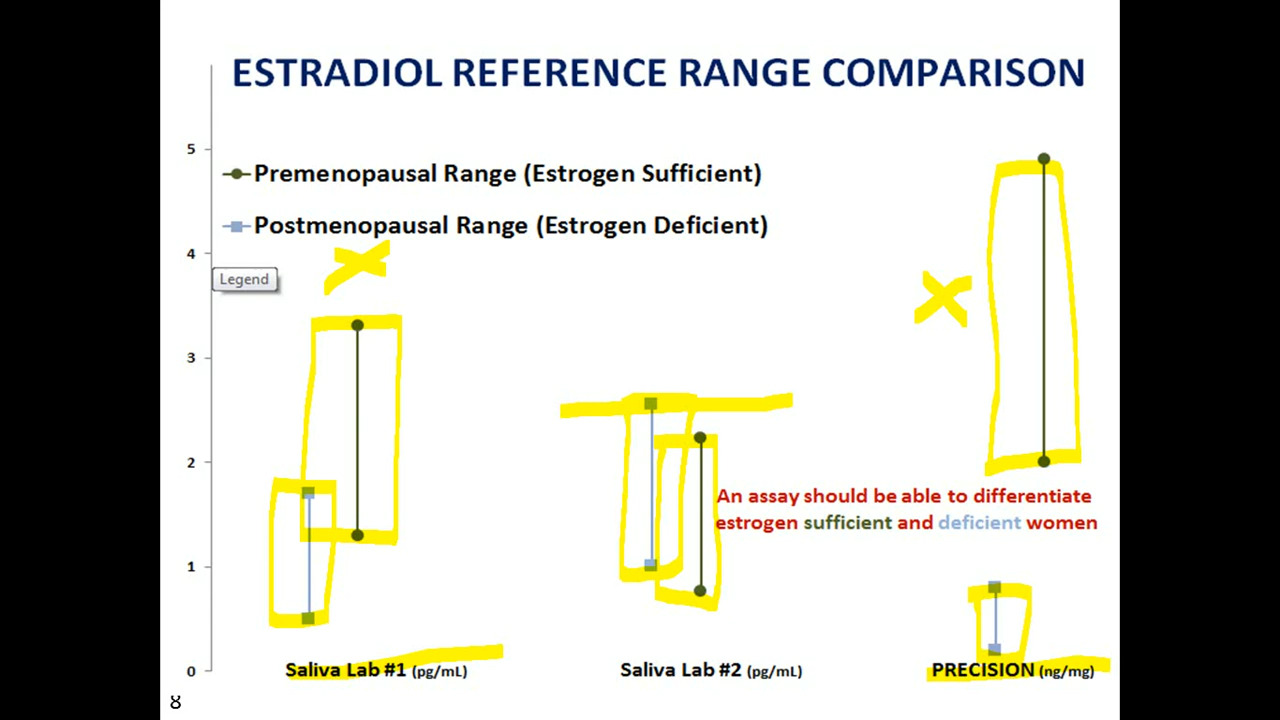 ESTRADIOL REFERENCE RANGE COMPARISON
5
Premenopausal Range (Estrogen Sufficient)
Postmenopausal Range (Estrogen Deficient)
4
Legend
3
2
An assay should be able to differentiate
estrogen sufficient and deficient women
1
0
Saliva Lab #1 (pg/mL)
Saliva Lab #2 (pg/mL)
PRECISION (ng/mg)
8